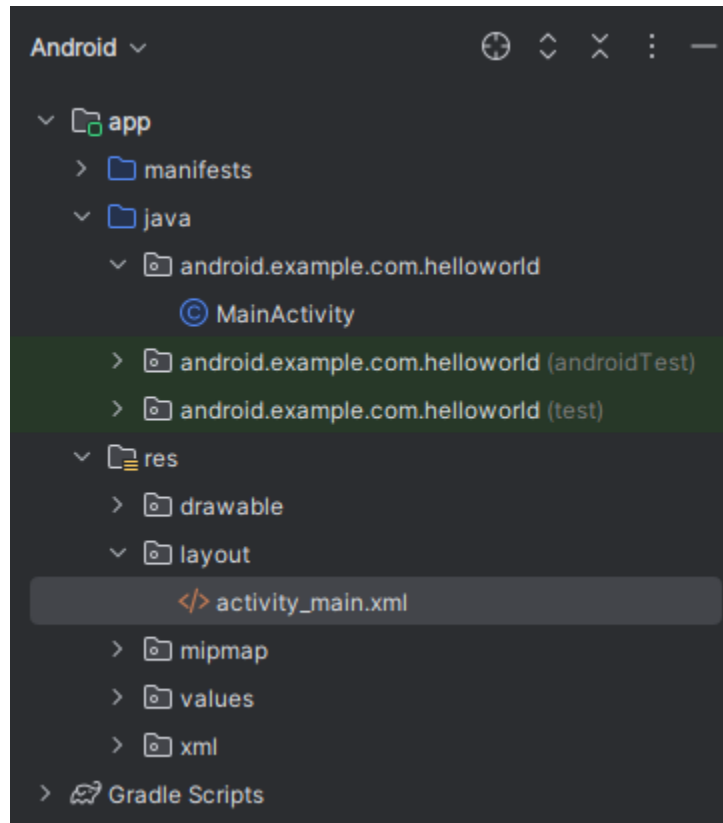 Android
app
manifests
java
android.example.com.helloworld
MainActivity
android.example.com.helloworld (androidTest)
android.example.com.helloworld (test)
res
drawable
layout
</> activity_main.xml
mipmap
values
xml
Gradle Scripts